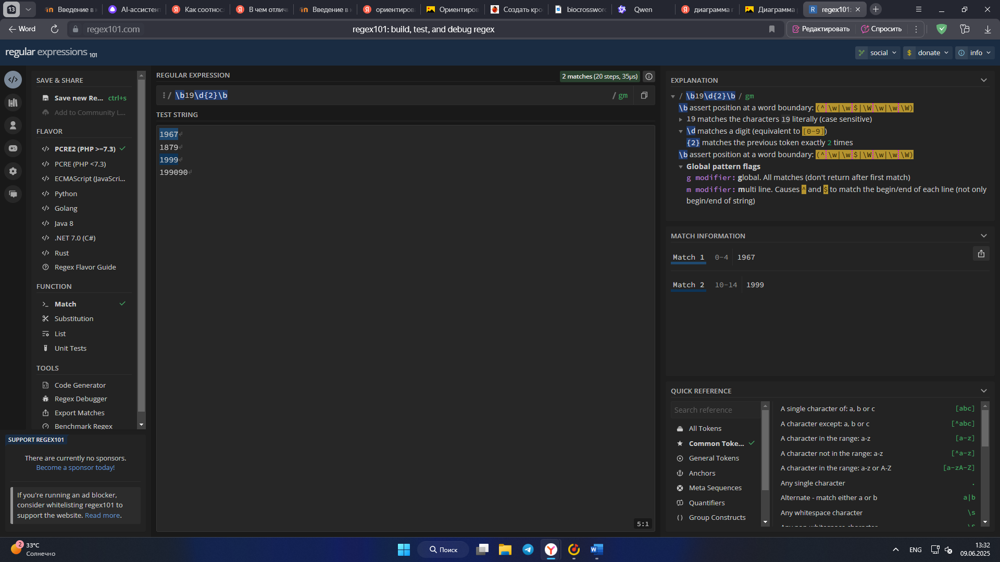 13
Введение в к
AI-ассистен
Как соотнос
В чем отлич
Введение в к
ориентиров
Ориентиров
Создать кро
biocrossword
Qwen
диаграмма г
Диаграмма
regex101:
Word
regex101.com
regex101: build, test, and debug regex
Редактировать
Спросить
regular expressions 101
social
donate
info
SAVE & SHARE
Save new Re... ctrl+s
Add to Community L...
FLAVOR
PCRE2 (PHP >=7.3)
PCRE (PHP <7.3)
ECMAScript (JavaScri...
Python
Golang
Java 8
.NET 7.0 (C#)
Rust
Regex Flavor Guide
FUNCTION
Match
Substitution
List
Unit Tests
TOOLS
Code Generator
Regex Debugger
Export Matches
Benchmark Regex
SUPPORT REGEX101
There are currently no sponsors.
Become a sponsor today!
If you're running an ad blocker,
consider whitelisting regex101 to
support the website. Read more.
REGULAR EXPRESSION
2 matches (20 steps, 35μs)
/ \b19\d{2}\b / gm
TEST STRING
1967
1879
1999
199090
5:1
EXPLANATION
/ \b19\d{2}\b / gm
\b assert position at a word boundary: (^\w|\w$|\W\w|\w\W)
19 matches the characters 19 literally (case sensitive)
\d matches a digit (equivalent to [0-9])
{2} matches the previous token exactly 2 times
\b assert position at a word boundary: (^\w|\w$|\W\w|\w\W)
Global pattern flags
g modifier: global. All matches (don't return after first match)
m modifier: multi line. Causes ^ and $ to match the begin/end of each line (not only
begin/end of string)
MATCH INFORMATION
Match 1 0-4 1967
Match 2 10-14 1999
QUICK REFERENCE
Search reference
All Tokens
Common Toke...
General Tokens
Anchors
Meta Sequences
Quantifiers
Group Constructs
A single character of: a, b or c [abc]
A character except: a, b or c [^abc]
A character in the range: a-z [a-z]
A character not in the range: a-z [^a-z]
A character in the range: a-z or A-Z [a-zA-Z]
Any single character .
Alternate - match either a or b a|b
Any whitespace character \s
Any non-whitespace character \S
2
33°C
Солнечно
Поиск
ENG
13:32
09.06.2025